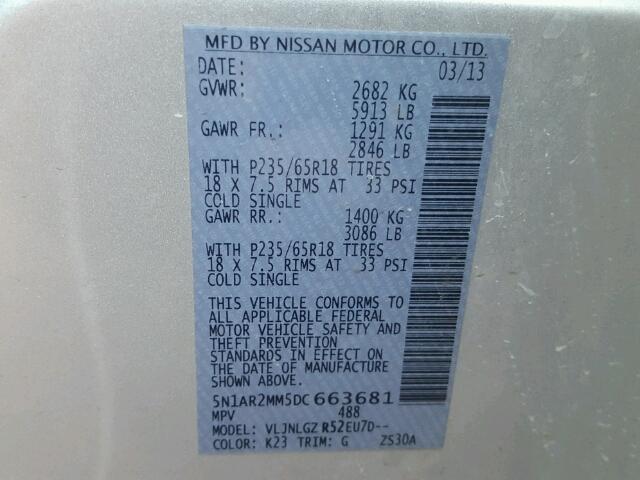 MFD BY NISSAN MOTOR CO., LTD.
DATE: 03/13
GVWR: 2682 KG
5913 LB
GAWR FR.: 1291 KG
2846 LB
WITH P235/65R18 TIRES
18 X 7.5 RIMS AT 33 PSI
COLD SINGLE
GAWR RR.: 1400 KG
3086 LB
WITH P235/65R18 TIRES
18 X 7.5 RIMS AT 33 PSI
COLD SINGLE
THIS VEHICLE CONFORMS TO
ALL APPLICABLE FEDERAL
MOTOR VEHICLE SAFETY AND
THEFT PREVENTION
STANDARDS IN EFFECT ON
THE DATE OF MANUFACTURE
SHOWN ABOVE.
5N1AR2MM5DC663681
MPV 488
MODEL: VLJNLGZ R52EU7D--
COLOR: K23 TRIM: G ZS30A